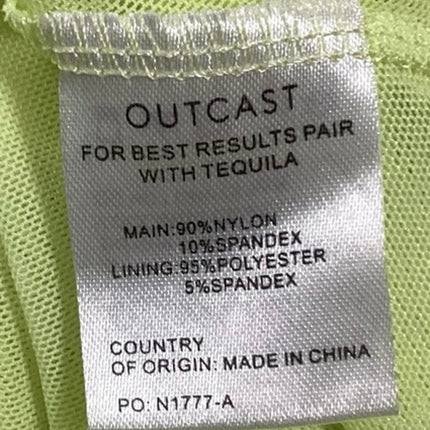 OUTCAST
FOR BEST RESULTS PAIR
WITH TEQUILA
MAIN:90%NYLON
10%SPANDEX
LINING:95%POLYESTER
5%SPANDEX
COUNTRY
OF ORIGIN: MADE IN CHINA
PO: N1777-A